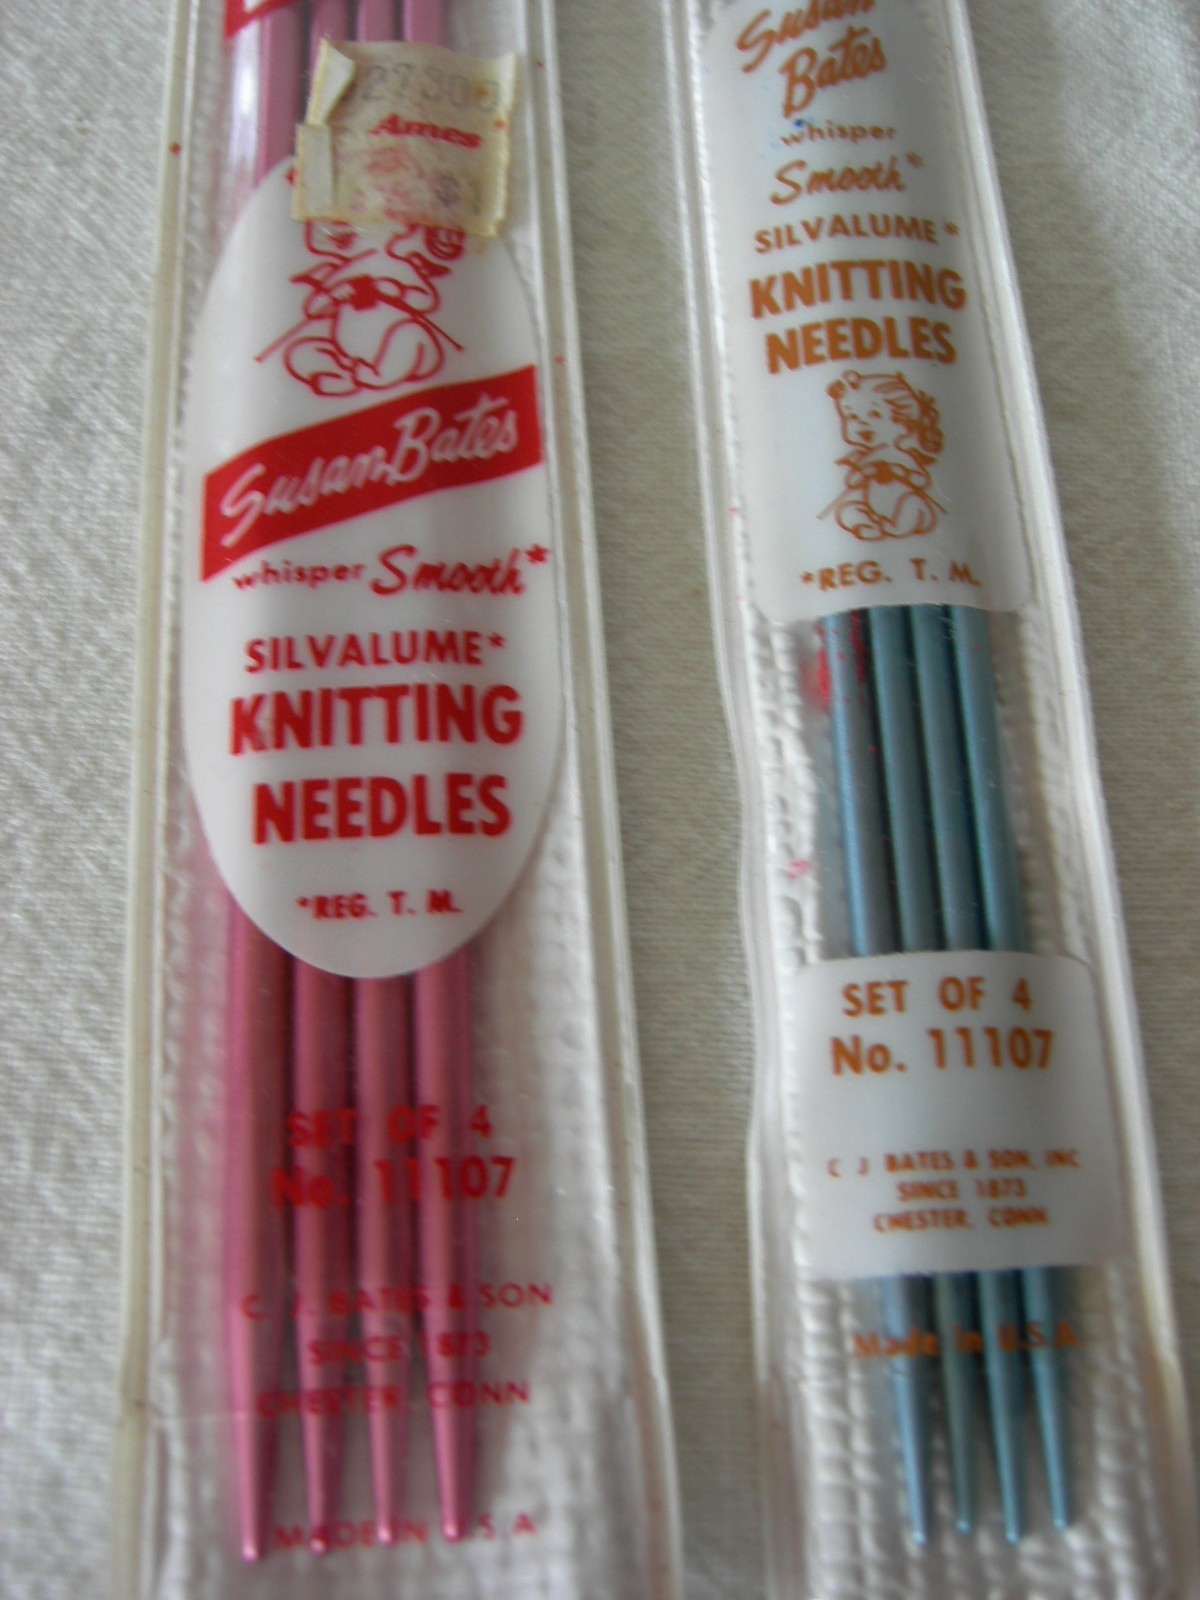 Ames
Susan Bates
whisper Smooth*
SILVALUME*
KNITTING
NEEDLES
*REG. T. M.
SET OF 4
No. 11107
C. J. BATES & SON
SINCE 1873
CHESTER, CONN
MADE IN U.S.A
Susan
Bates
whisper
Smooth*
SILVALUME*
KNITTING
NEEDLES
*REG. T. M.
SET OF 4
No. 11107
C J BATES & SON, INC
SINCE 1873
CHESTER, CONN
Made in U.S.A.